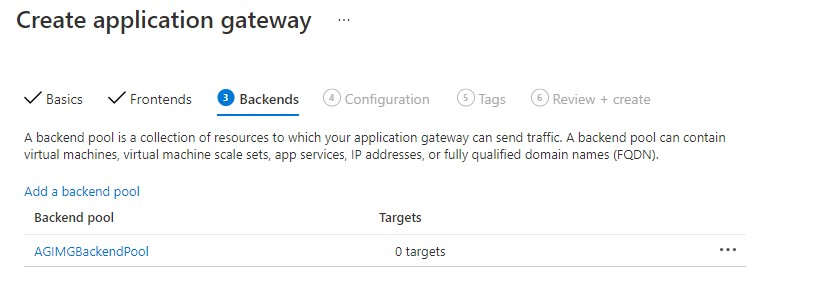 Create application gateway ...
Basics Frontends 3 Backends 4 Configuration 5 Tags 6 Review + create
A backend pool is a collection of resources to which your application gateway can send traffic. A backend pool can contain
virtual machines, virtual machine scale sets, app services, IP addresses, or fully qualified domain names (FQDN).
Add a backend pool
Backend pool Targets
AGIMGBackendPool 0 targets ...